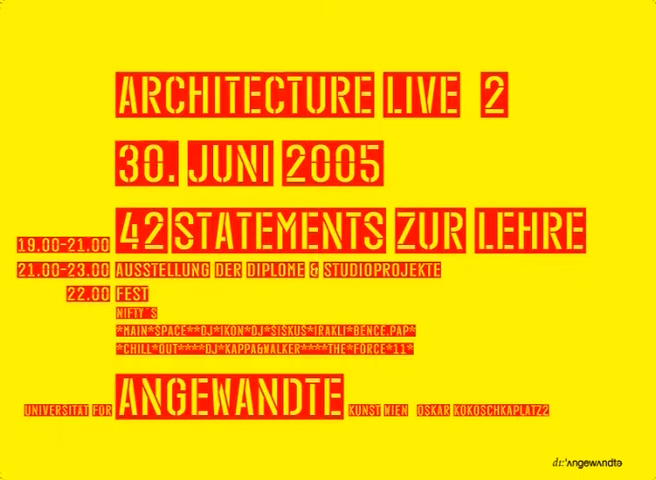 ARCHITECTURE LIVE 2
30. JUNI 2005
19.00-21.00 42 STATEMENTS ZUR LEHRE
21.00-23.00 AUSSTELLUNG DER DIPLOME & STUDIOPROJEKTE
22.00 FEST
NIFTY´S
*MAIN*SPACE**DJ*IKON*DJ*SISKUS*IRAKLI*BENCE.PAP*
*CHILL*OUT****DJ*KAPPA&WALKER****THE*FORCE*11*
UNIVERSITÄT FÜR ANGEWANDTE KUNST WIEN OSKAR KOKOSCHKAPLATZ2
dı:'ʌngewʌndtə